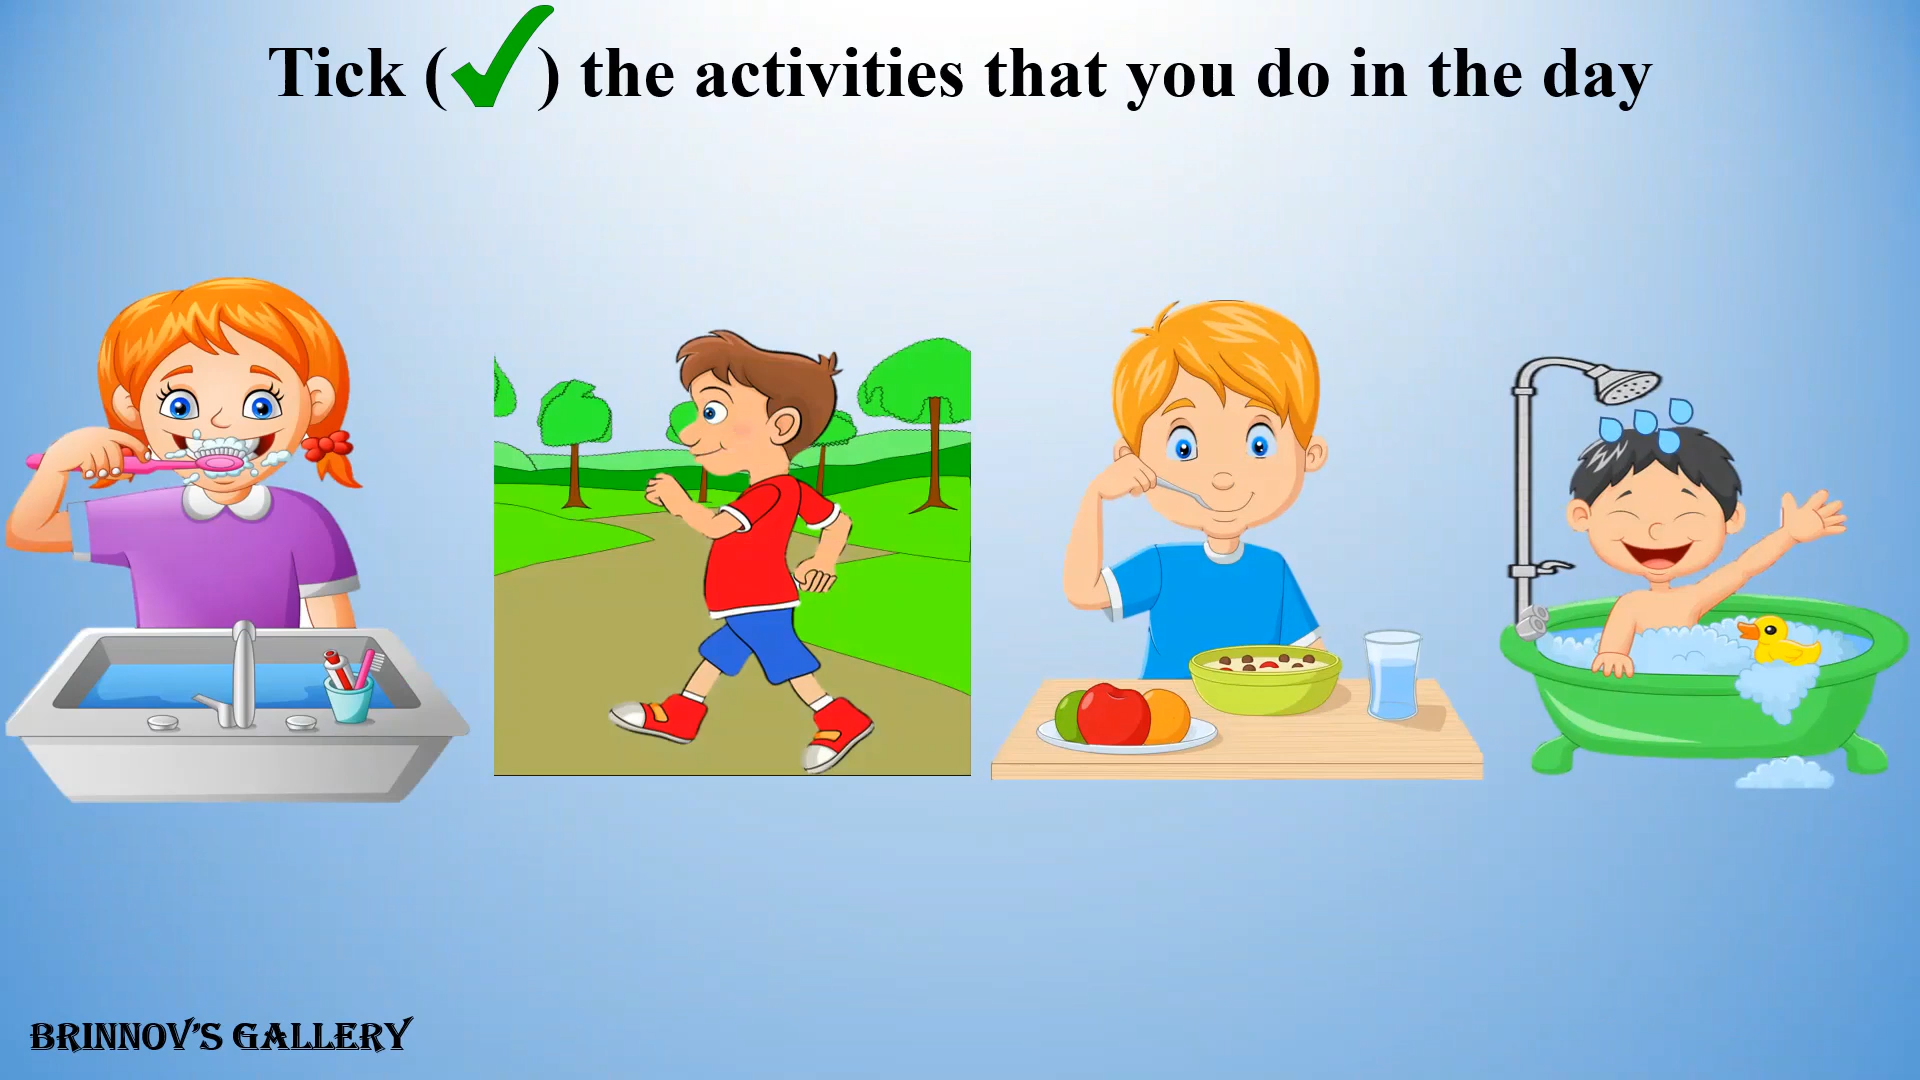 Tick (✓) the activities that you do in the day
BRINNOV'S GALLERY